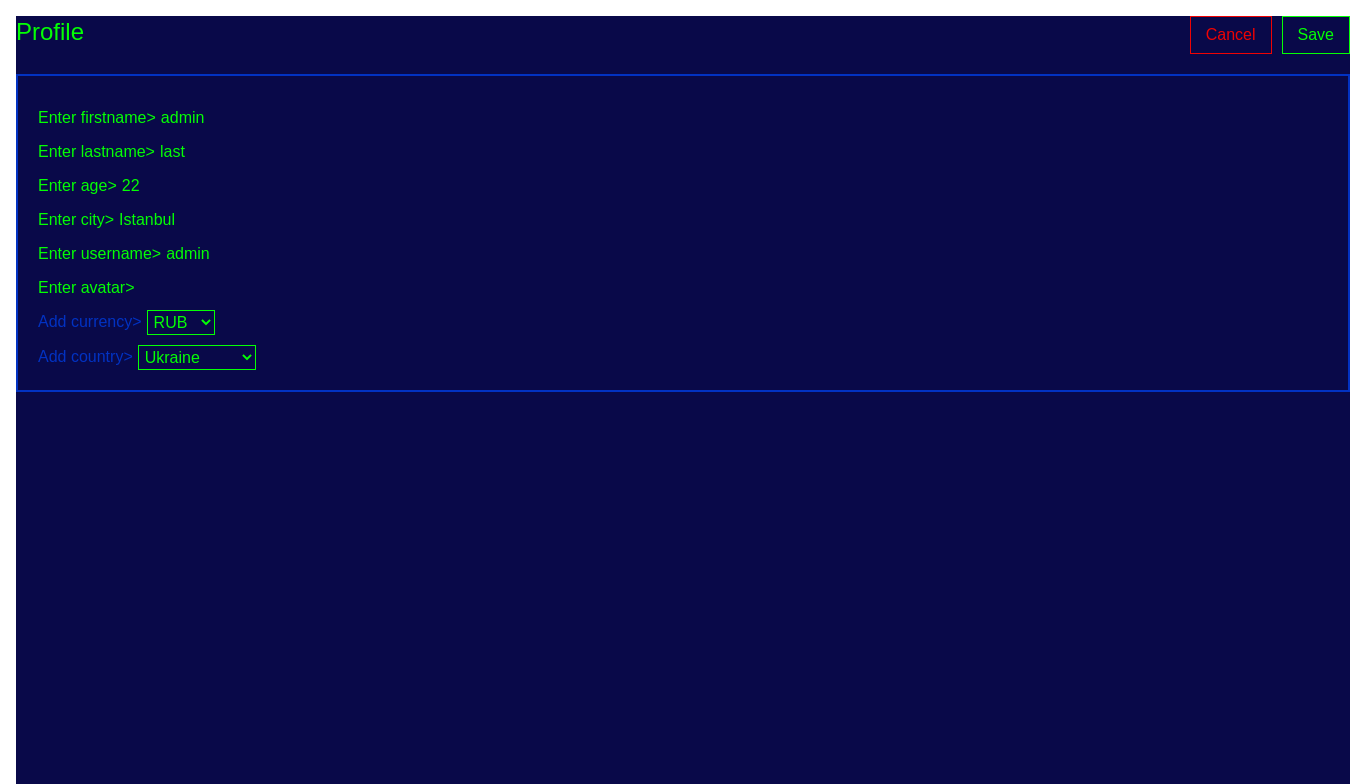 Profile
Cancel
Save
Enter firstname> admin
Enter lastname> last
Enter age> 22
Enter city> Istanbul
Enter username> admin
Enter avatar>
Add currency> RUB
Add country> Ukraine